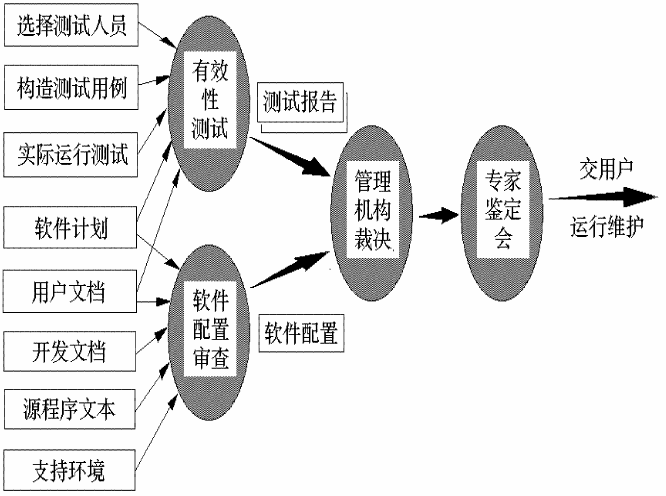 选择测试人员
构造测试用例
实际运行测试
软件计划
用户文档
开发文档
源程序文本
支持环境
有效
性
测试
软件
配置
审查
测试报告
软件配置
管理
机构
裁决
专家
鉴定
会
交用户
运行维护